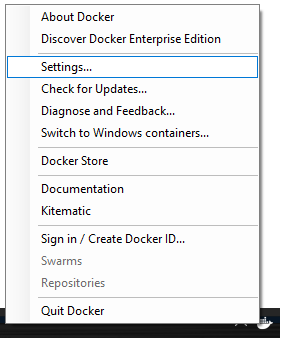 About Docker
Discover Docker Enterprise Edition
Settings...
Check for Updates...
Diagnose and Feedback...
Switch to Windows containers...
Docker Store
Documentation
Kitematic
Sign in / Create Docker ID...
Swarms
Repositories
Quit Docker